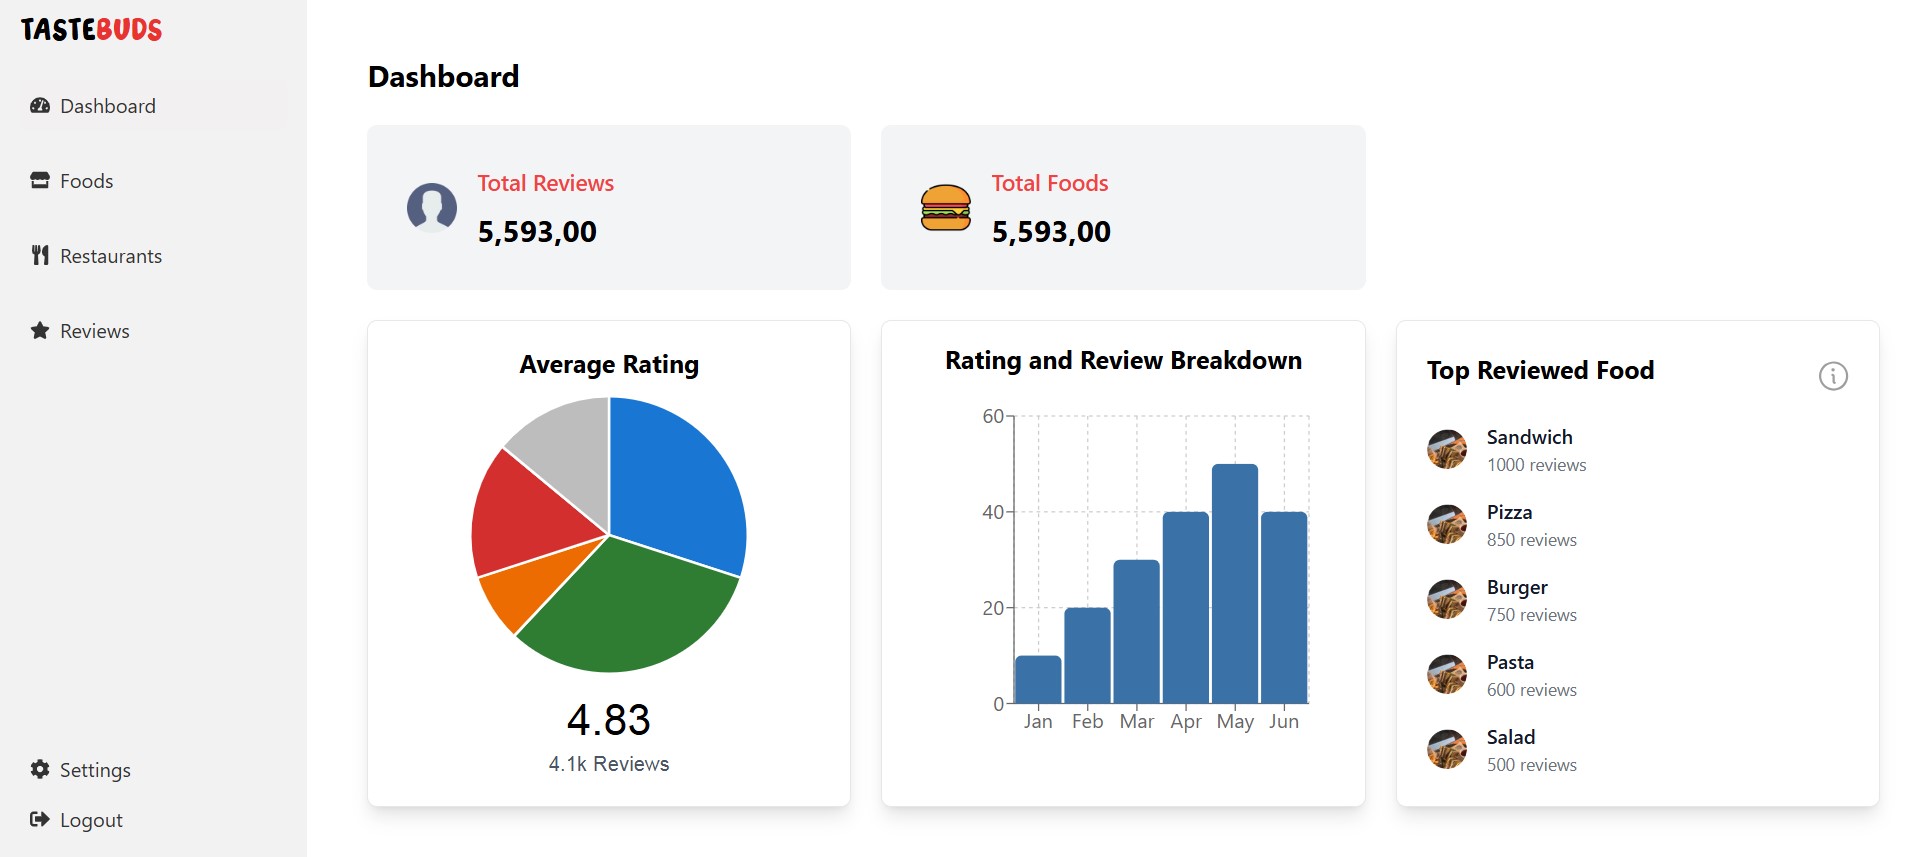 TASTEBUDS
Dashboard
Foods
Restaurants
Reviews
Settings
Logout
Dashboard
Total Reviews
5,593,00
Total Foods
5,593,00
Average Rating
4.83
4.1k Reviews
Rating and Review Breakdown
60
40
20
0
Jan Feb Mar Apr May Jun
Top Reviewed Food
Sandwich
1000 reviews
Pizza
850 reviews
Burger
750 reviews
Pasta
600 reviews
Salad
500 reviews